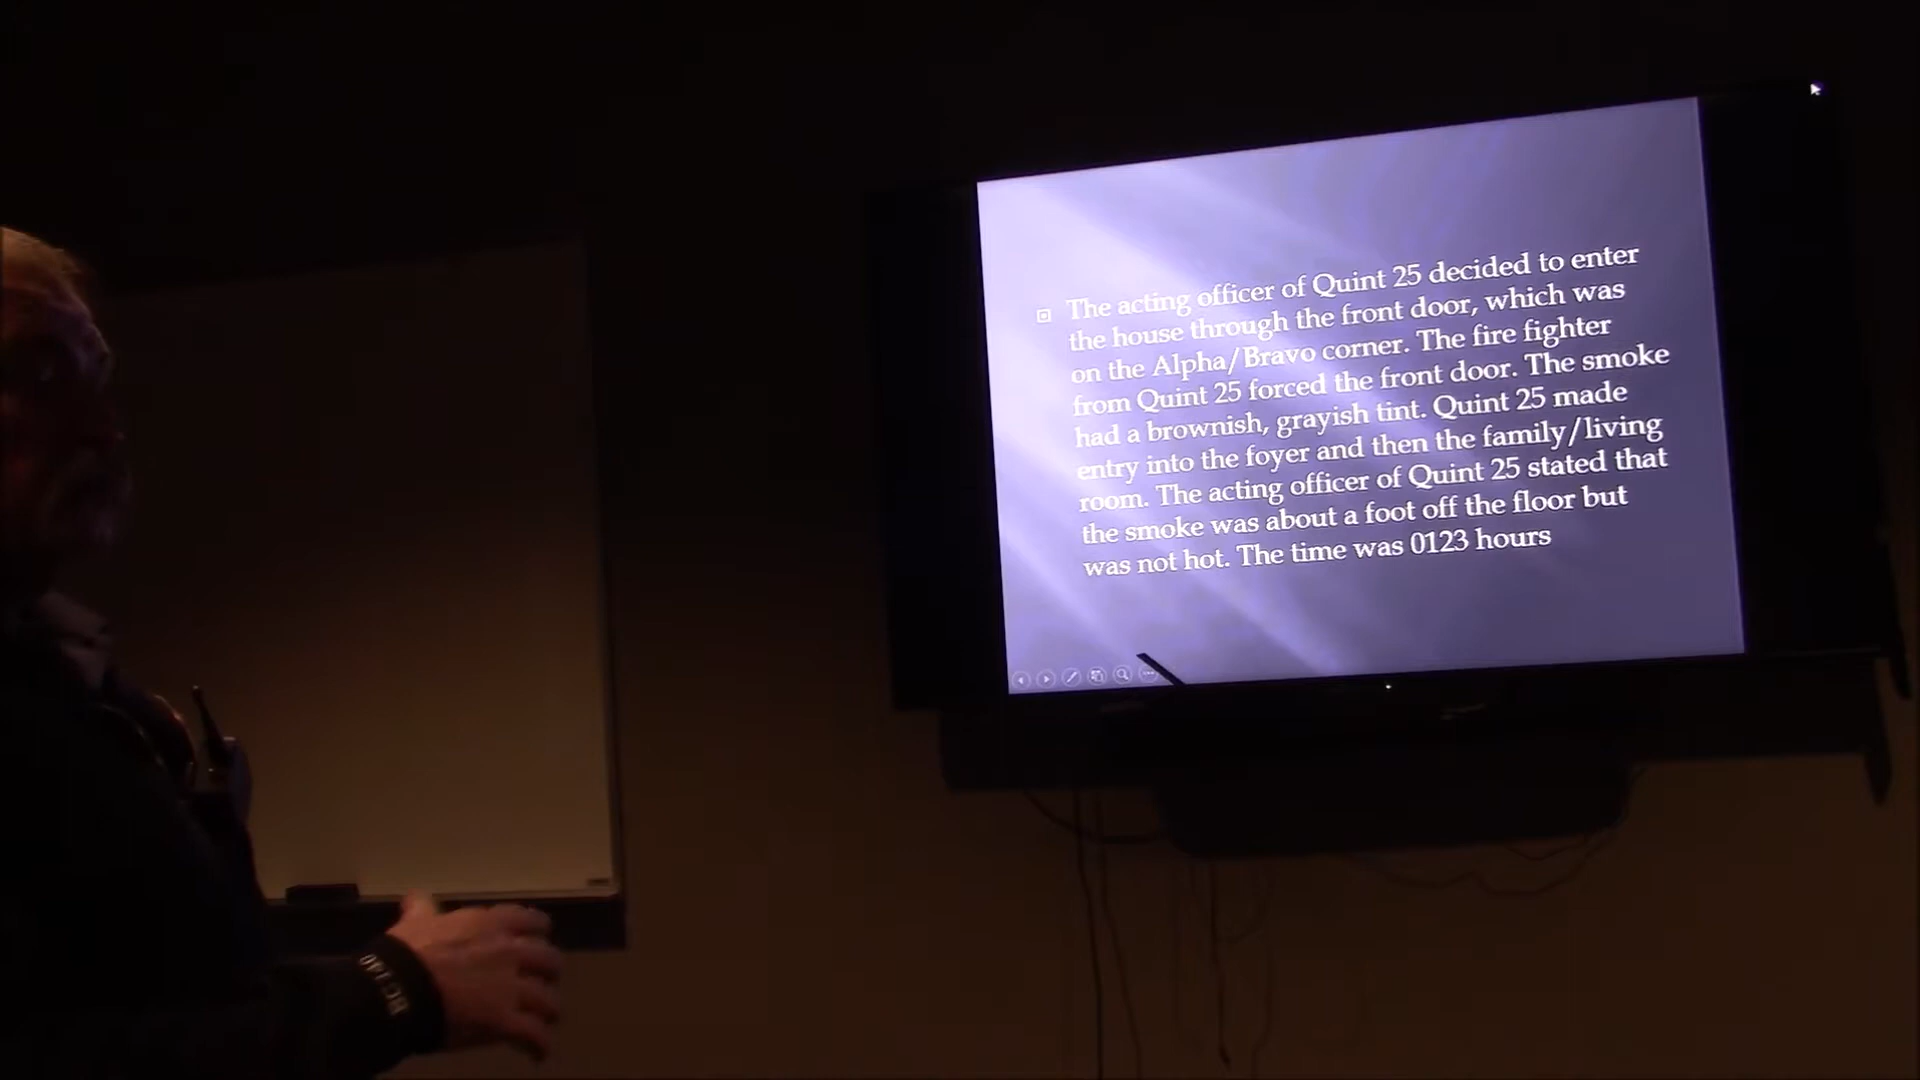 The acting officer of Quint 25 decided to enter
the house through the front door, which was
on the Alpha/Bravo corner. The fire fighter
from Quint 25 forced the front door. The smoke
had a brownish, grayish tint. Quint 25 made
entry into the foyer and then the family/living
room. The acting officer of Quint 25 stated that
the smoke was about a foot off the floor but
was not hot. The time was 0123 hours